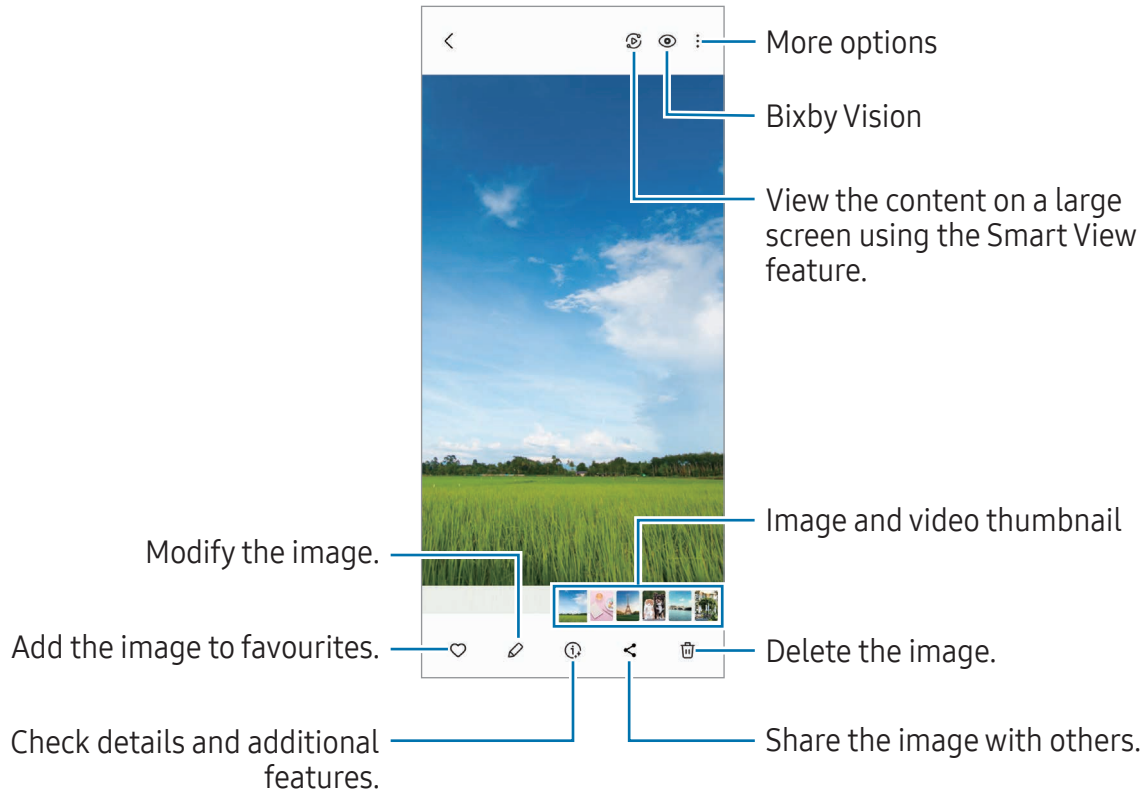 More options
Bixby Vision
View the content on a large
screen using the Smart View
feature.
Image and video thumbnail
Modify the image.
Add the image to favourites.
Delete the image.
Check details and additional
features.
Share the image with others.